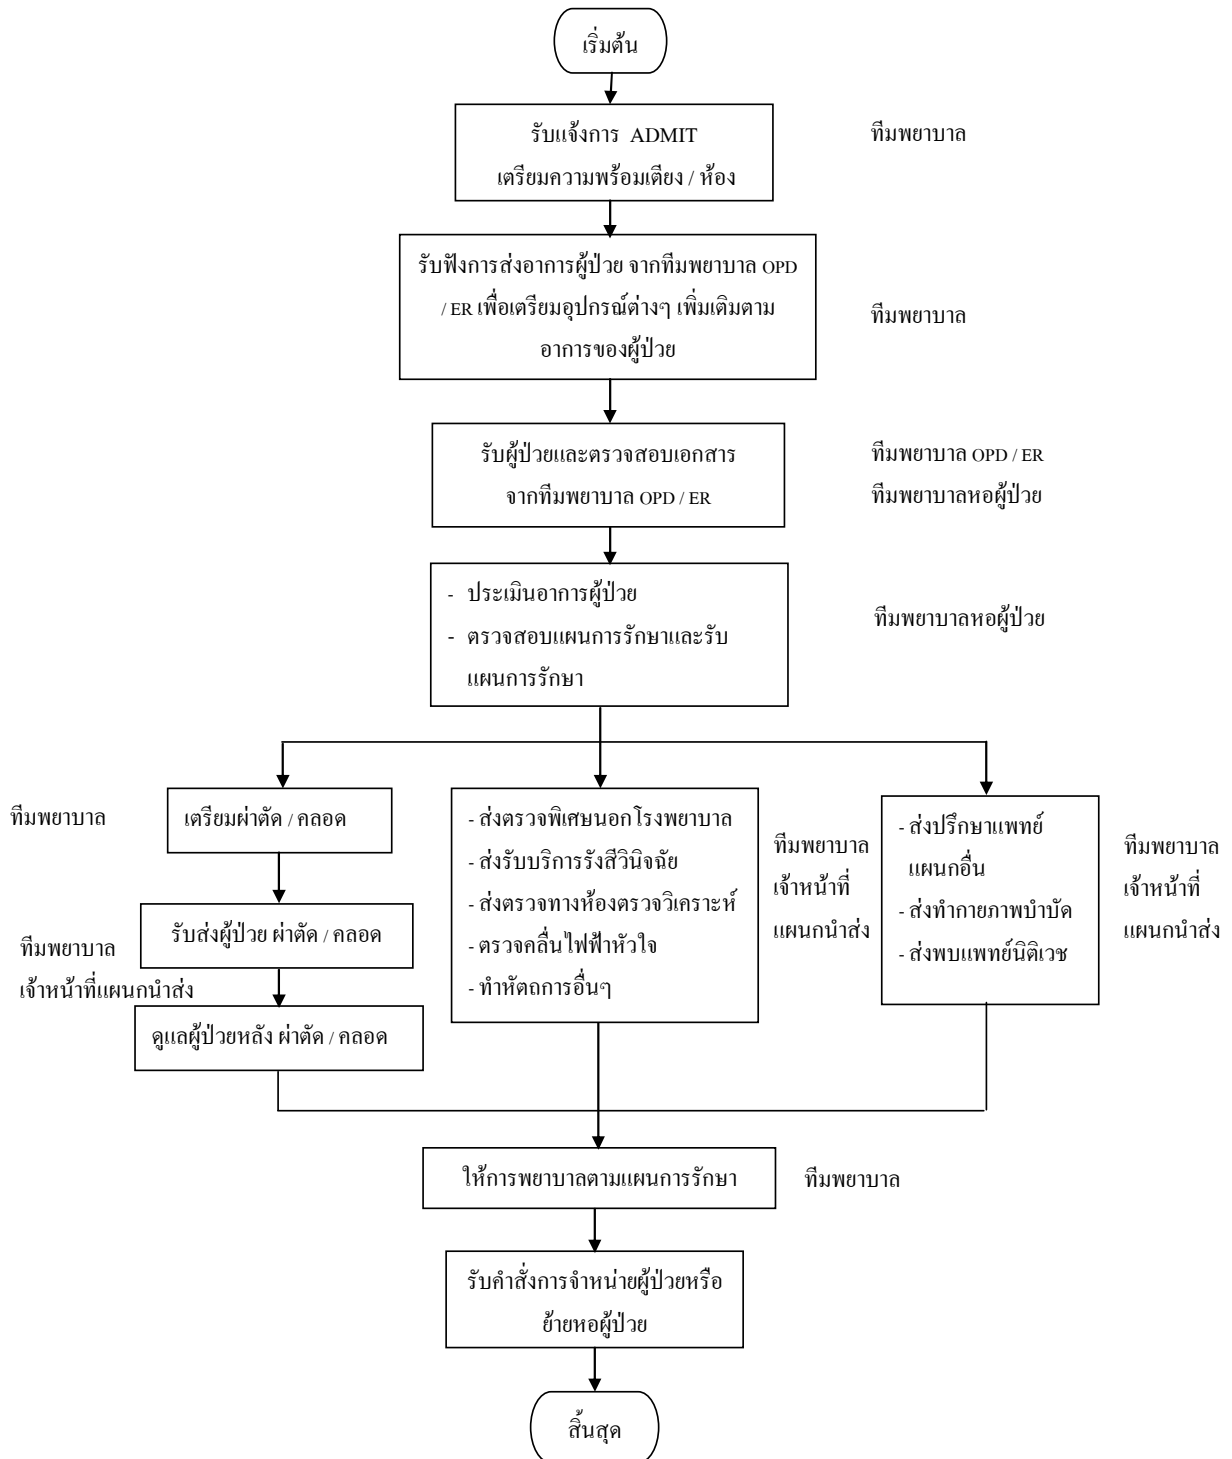 เริ่มต้น
รับแจ้งการ ADMIT
เตรียมความพร้อมเตียง / ห้อง
ทีมพยาบาล
รับฟังการส่งอาการผู้ป่วย จากทีมพยาบาล OPD
/ ER เพื่อเตรียมอุปกรณ์ต่างๆ เพิ่มเติมตาม
อาการของผู้ป่วย
ทีมพยาบาล
รับผู้ป่วยและตรวจสอบเอกสาร
จากทีมพยาบาล OPD / ER
ทีมพยาบาล OPD / ER
ทีมพยาบาลหอผู้ป่วย
- ประเมินอาการผู้ป่วย
- ตรวจสอบแผนการรักษาและรับ
แผนการรักษา
ทีมพยาบาลหอผู้ป่วย
ทีมพยาบาล
เตรียมผ่าตัด / คลอด
รับส่งผู้ป่วย ผ่าตัด / คลอด
ทีมพยาบาล
เจ้าหน้าที่แผนกนำส่ง
ดูแลผู้ป่วยหลัง ผ่าตัด / คลอด
- ส่งตรวจพิเศษนอกโรงพยาบาล
- ส่งรับบริการรังสีวินิจฉัย
- ส่งตรวจทางห้องตรวจวิเคราะห์
- ตรวจคลื่นไฟฟ้าหัวใจ
- ทำหัตถการอื่นๆ
ทีมพยาบาล
เจ้าหน้าที่
แผนกนำส่ง
- ส่งปรึกษาแพทย์
แผนกอื่น
- ส่งทำกายภาพบำบัด
- ส่งพบแพทย์นิติเวช
ทีมพยาบาล
เจ้าหน้าที่
แผนกนำส่ง
ให้การพยาบาลตามแผนการรักษา
ทีมพยาบาล
รับคำสั่งการจำหน่ายผู้ป่วยหรือ
ย้ายหอผู้ป่วย
สิ้นสุด